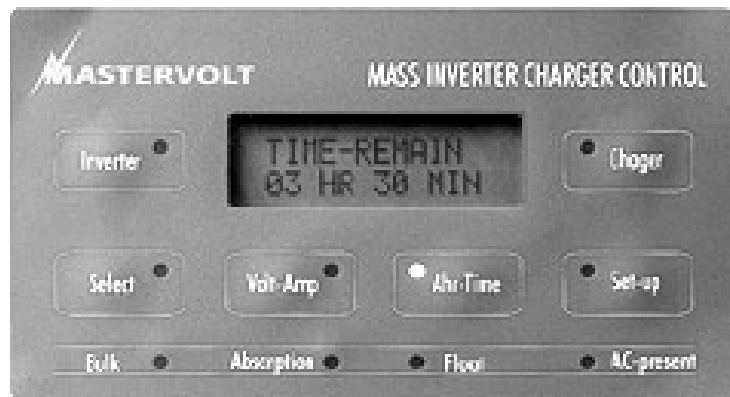 MASTERVOLT
MASS INVERTER CHARGER CONTROL
Inverter
TIME-REMAIN
03 HR 30 MIN
Chager
Select
Volt-Amp
Ahr-Time
Set-up
Bulk
Absorption
Float
AC-present